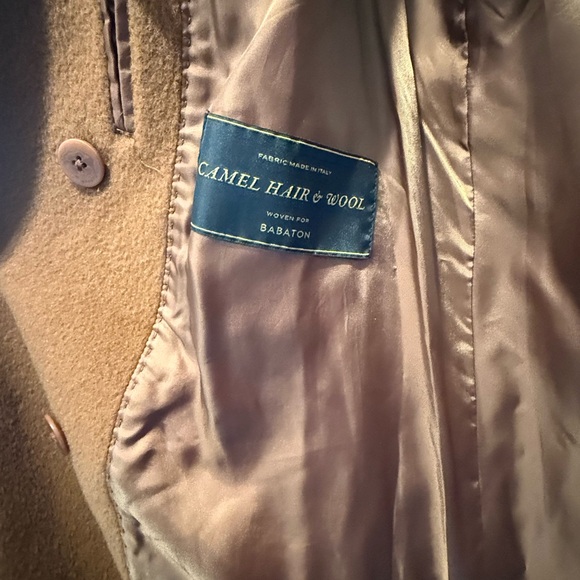 FABRIC MADE IN ITALY
CAMEL HAIR & WOOL
WOVEN FOR
BABATON